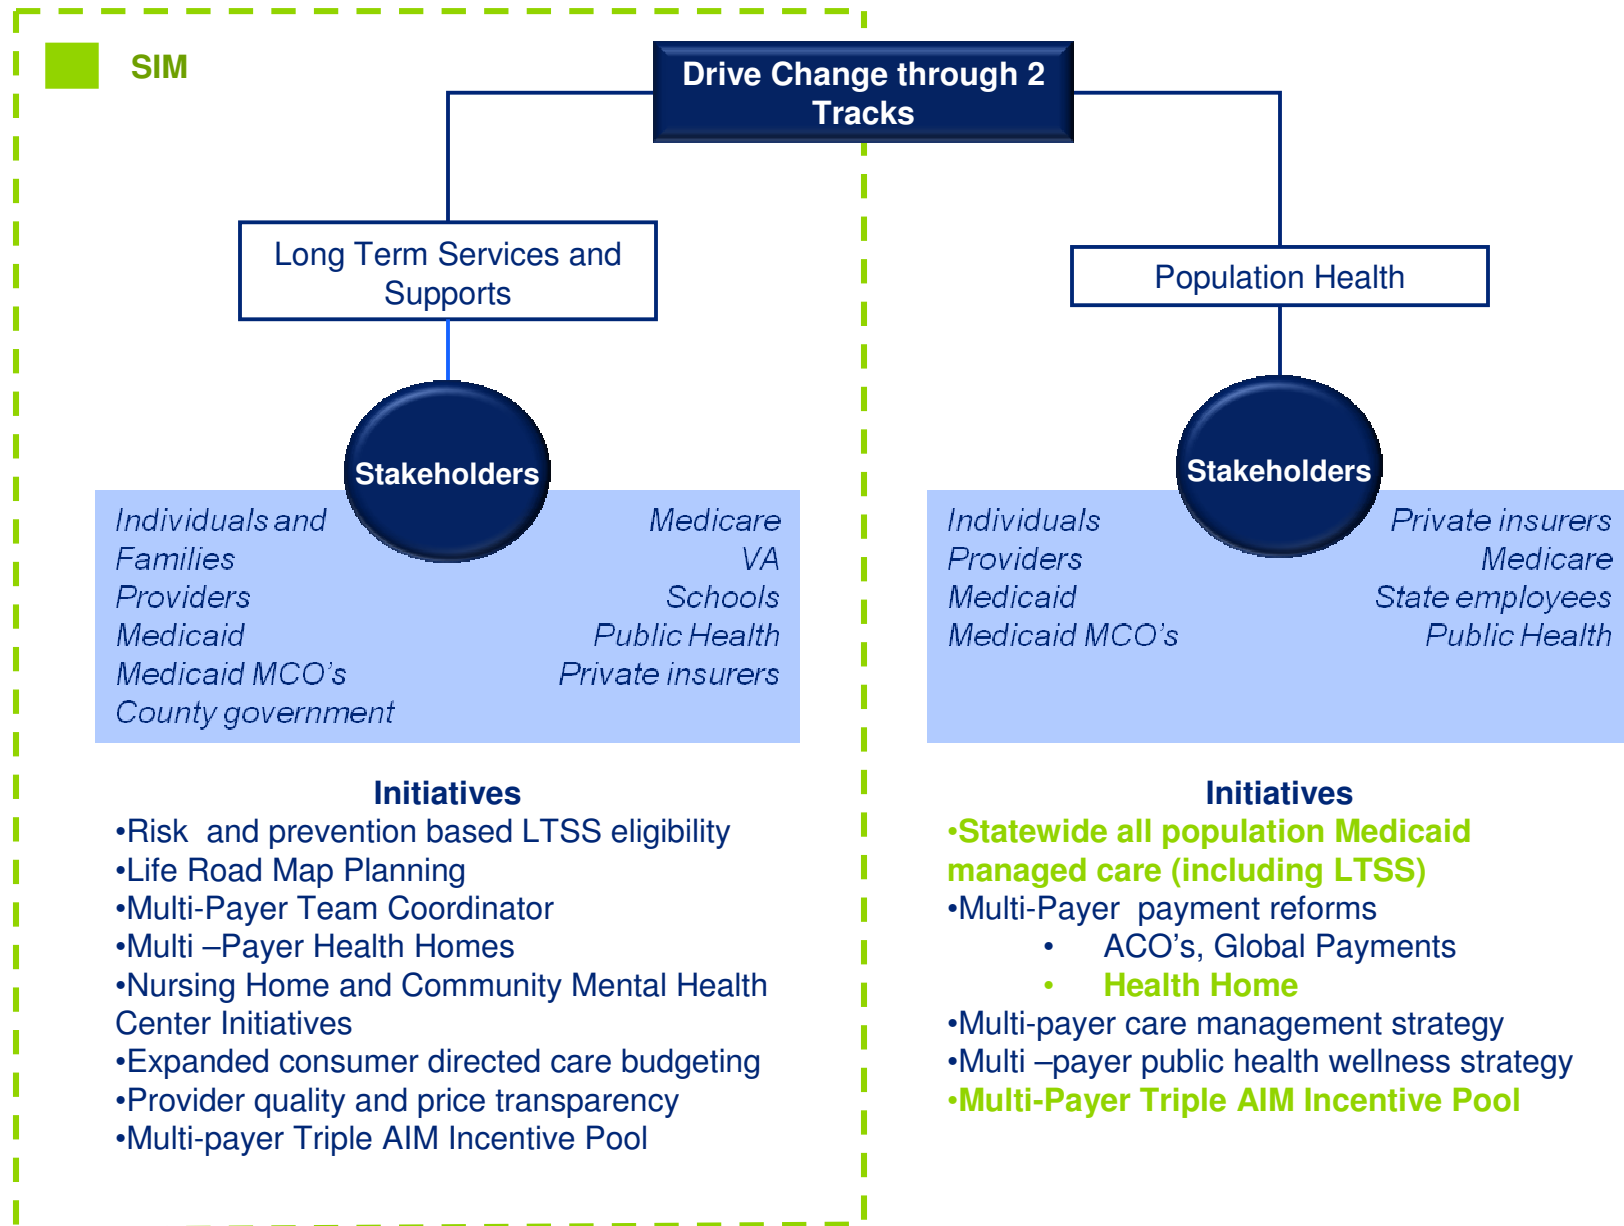 SIM
Drive Change through 2
Tracks
Long Term Services and
Supports
Stakeholders
Individuals and
Families
Providers
Medicaid
Medicaid MCO's
County government
Medicare
VA
Schools
Public Health
Private insurers
Initiatives
•Risk  and prevention based LTSS eligibility
•Life Road Map Planning
•Multi-Payer Team Coordinator
•Multi –Payer Health Homes
•Nursing Home and Community Mental Health
Center Initiatives
•Expanded consumer directed care budgeting
•Provider quality and price transparency
•Multi-payer Triple AIM Incentive Pool
Population Health
Stakeholders
Individuals
Providers
Medicaid
Medicaid MCO's
Private insurers
Medicare
State employees
Public Health
Initiatives
•Statewide all population Medicaid
managed care (including LTSS)
•Multi-Payer  payment reforms
• ACO's, Global Payments
• Health Home
•Multi-payer care management strategy
•Multi –payer public health wellness strategy
•Multi-Payer Triple AIM Incentive Pool